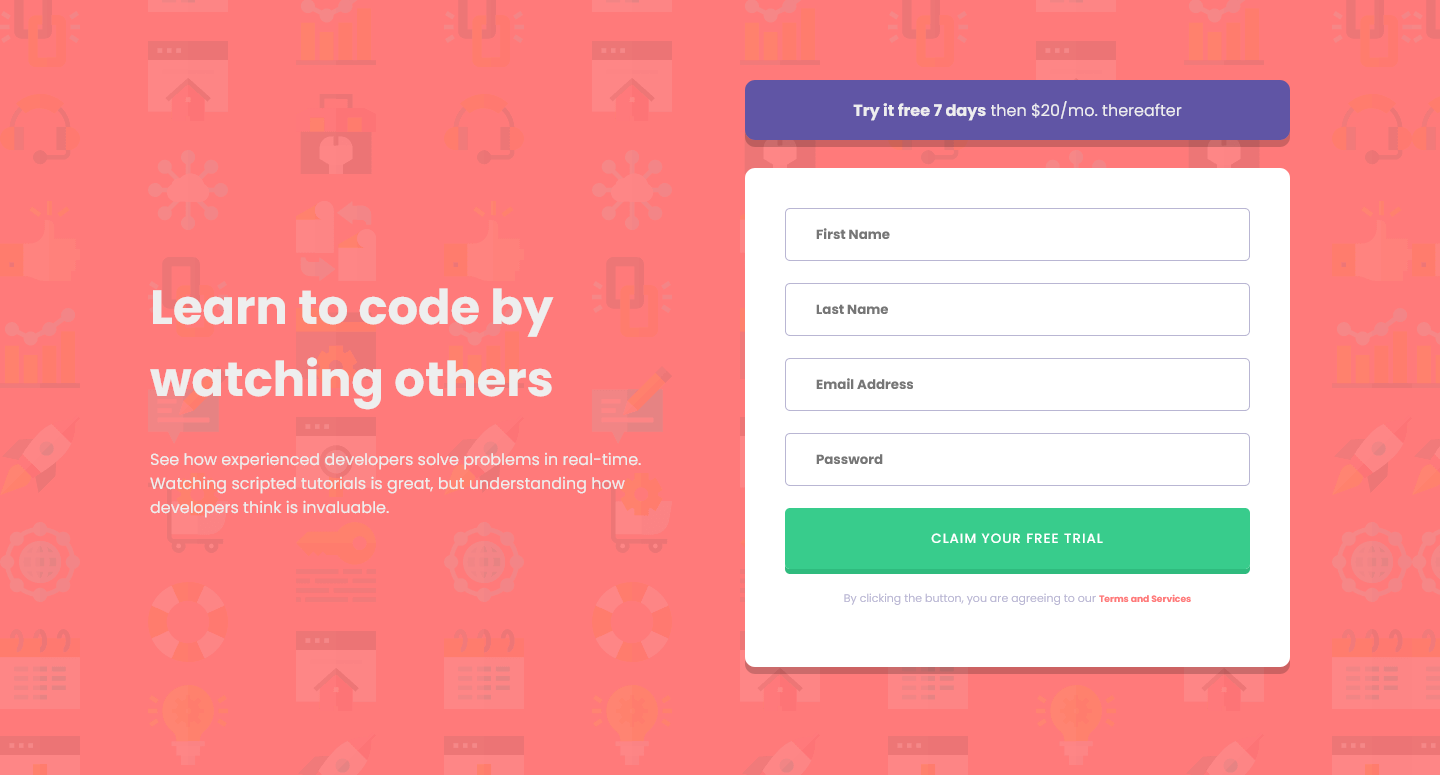 Learn to code by
watching others
See how experienced developers solve problems in real-time.
Watching scripted tutorials is great, but understanding how
developers think is invaluable.
Try it free 7 days then $20/mo. thereafter
First Name
Last Name
Email Address
Password
CLAIM YOUR FREE TRIAL
By clicking the button, you are agreeing to our Terms and Services